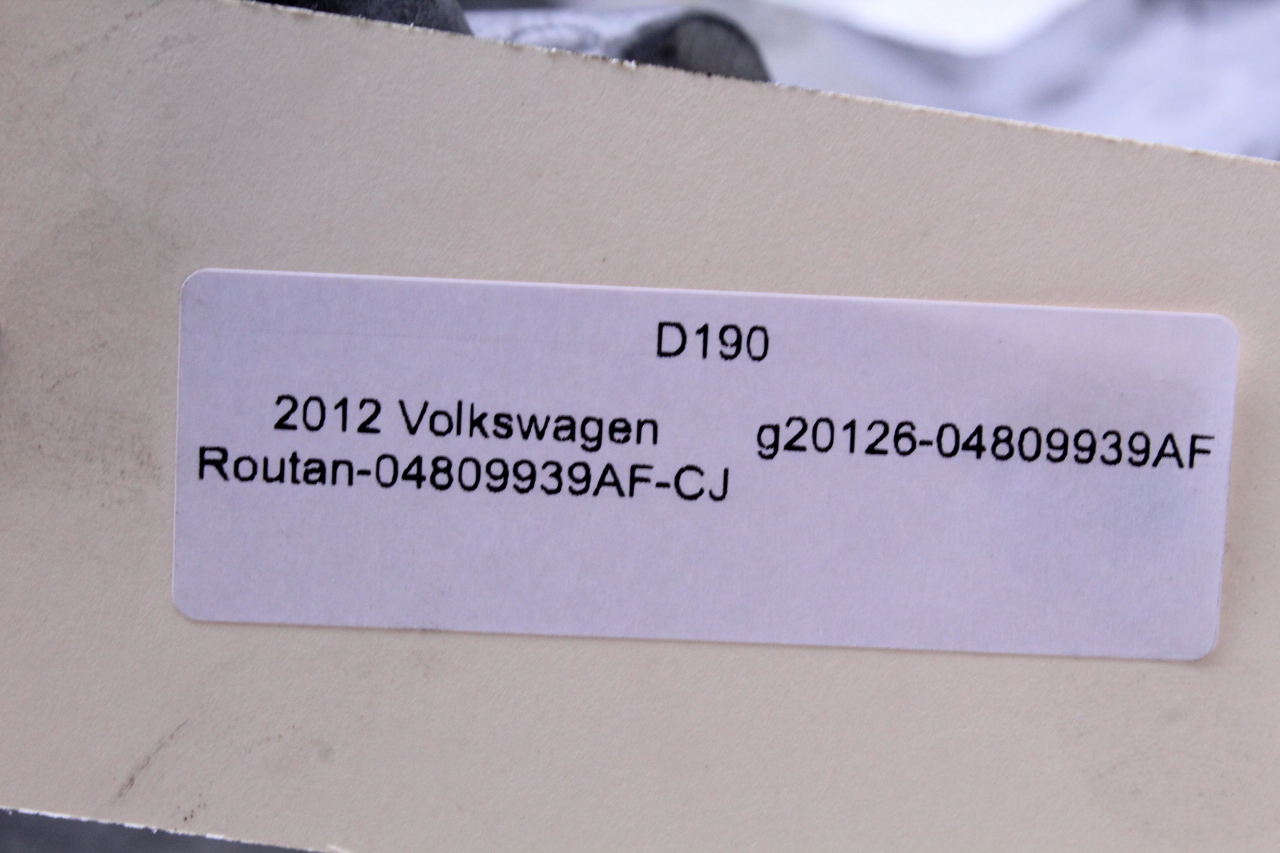 D190
2012 Volkswagen
Routan-04809939AF-CJ
g20126-04809939AF